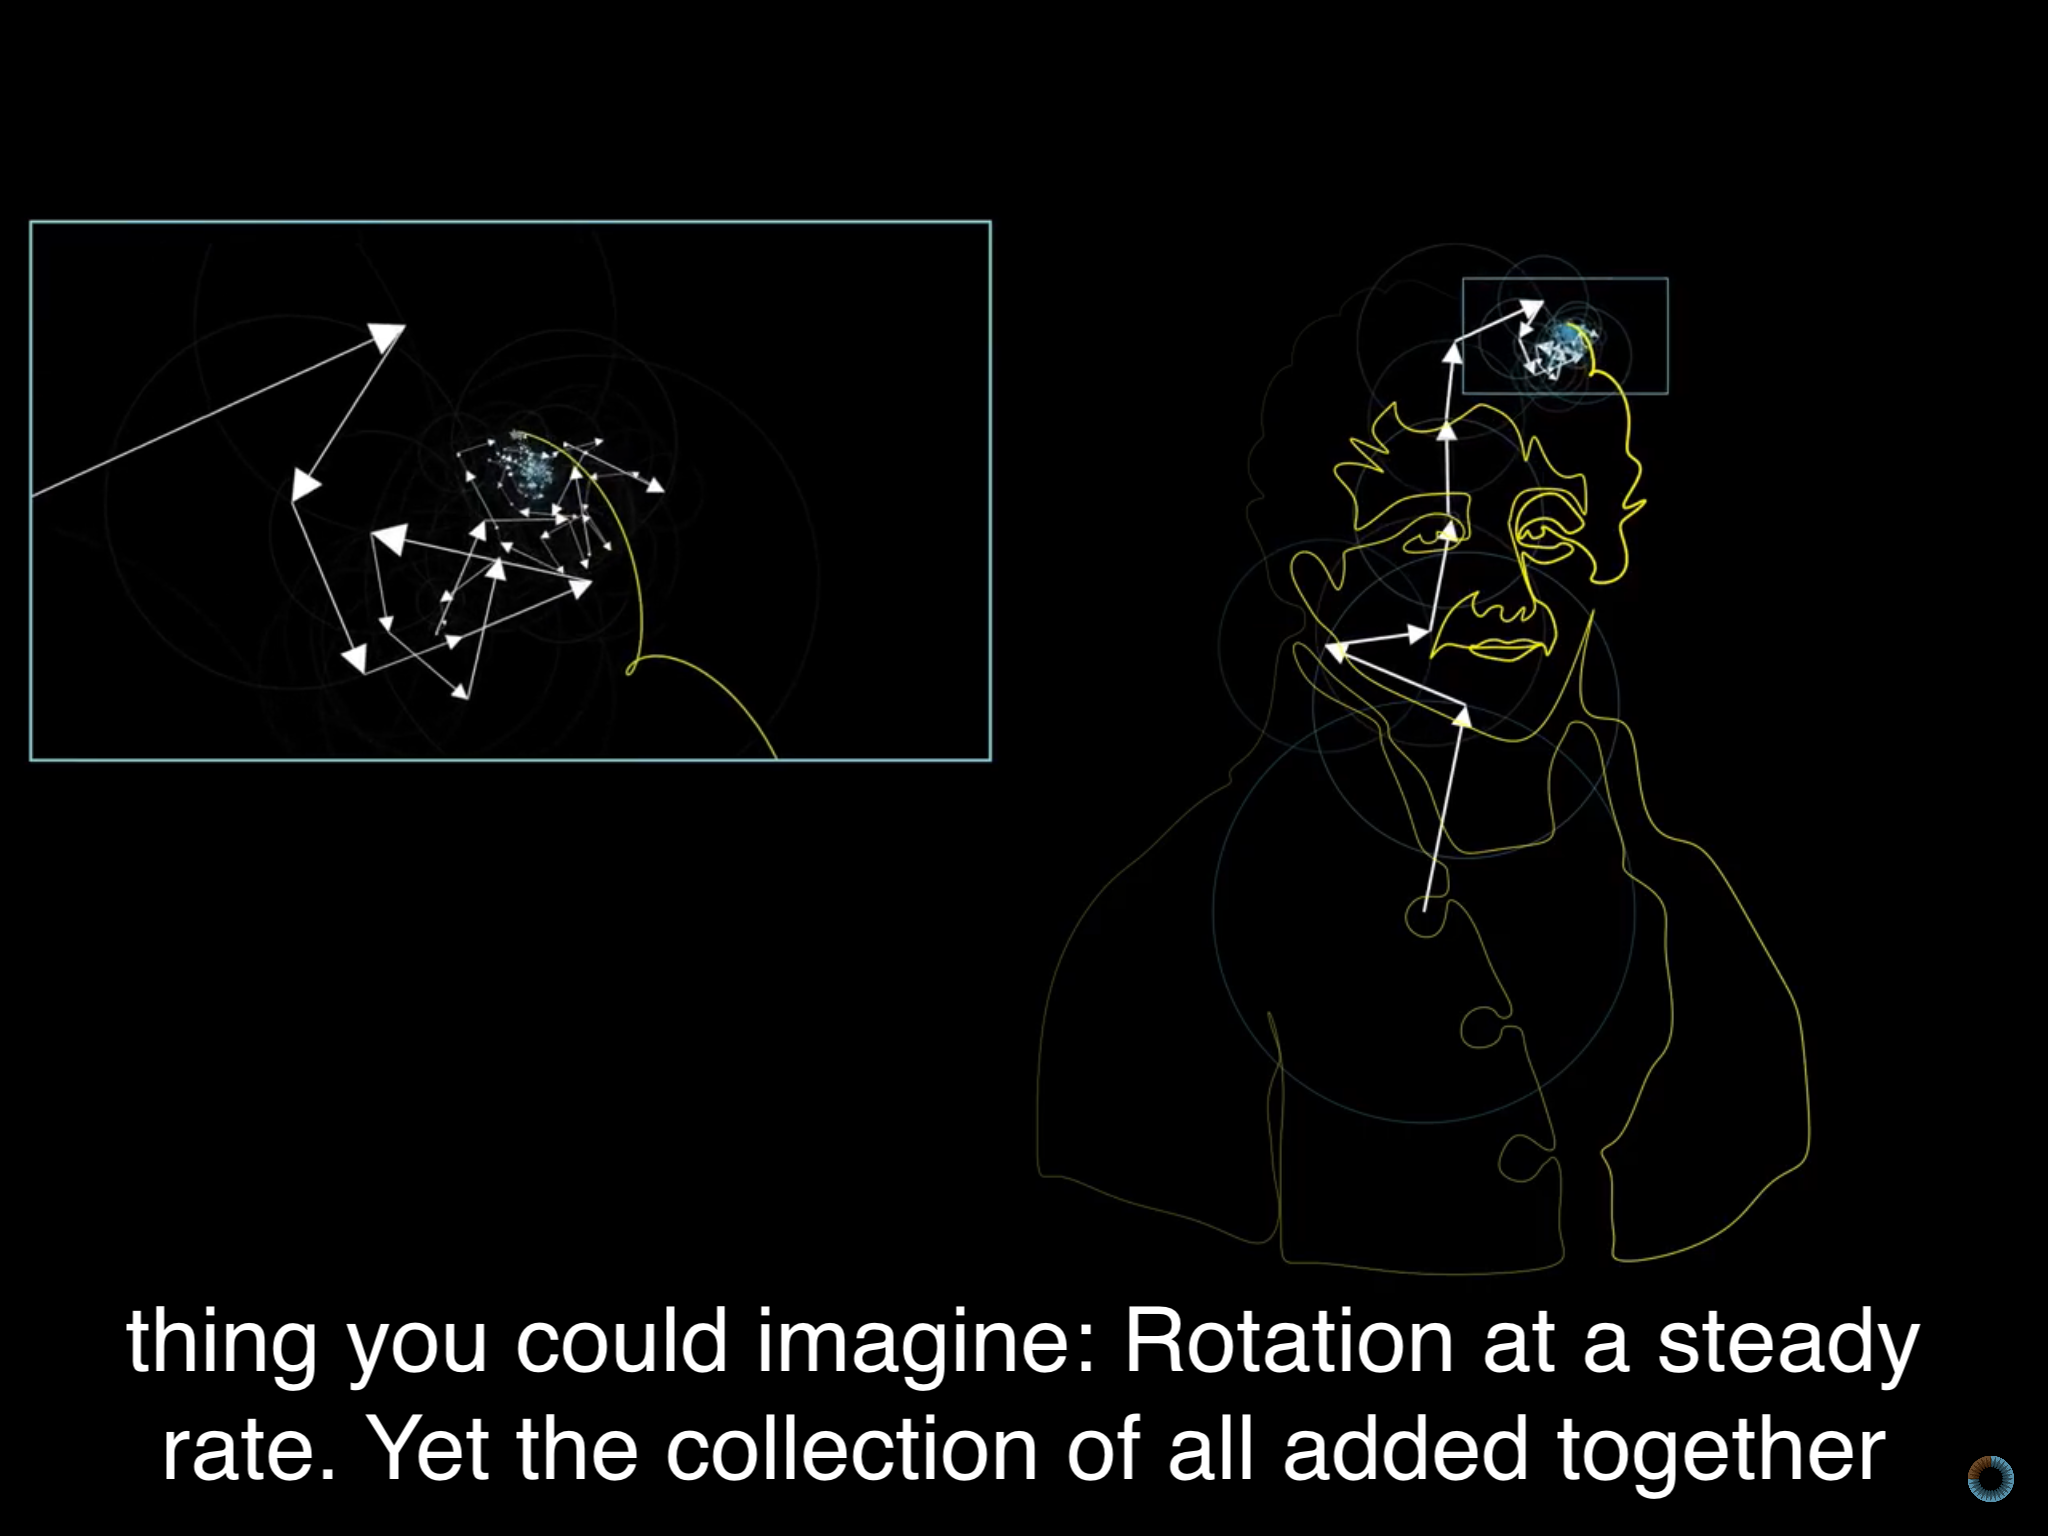 thing you could imagine: Rotation at a steady
rate. Yet the collection of all added together